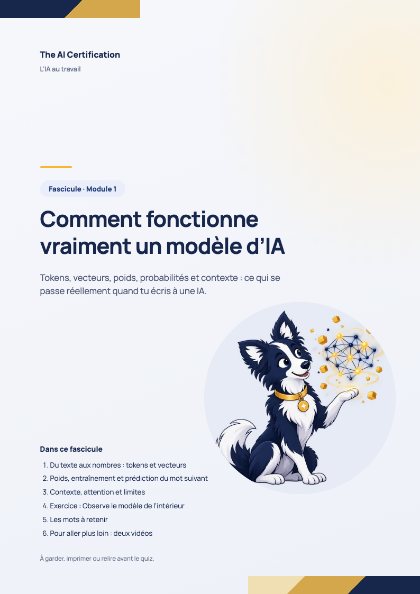 The AI Certification
L'IA au travail
Fascicule · Module 1
Comment fonctionne
vraiment un modèle d'IA
Tokens, vecteurs, poids, probabilités et contexte : ce qui se
passe réellement quand tu écris à une IA.
Dans ce fascicule
1. Du texte aux nombres : tokens et vecteurs
2. Poids, entraînement et prédiction du mot suivant
3. Contexte, attention et limites
4. Exercice : Observe le modèle de l'intérieur
5. Les mots à retenir
6. Pour aller plus loin : deux vidéos
À garder, imprimer ou relire avant le quiz.